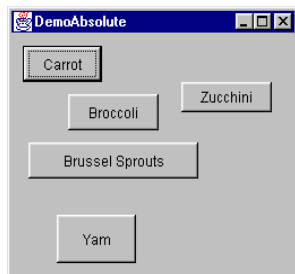 DemoAbsolute
Carrot
Zucchini
Broccoli
Brussel Sprouts
Yam